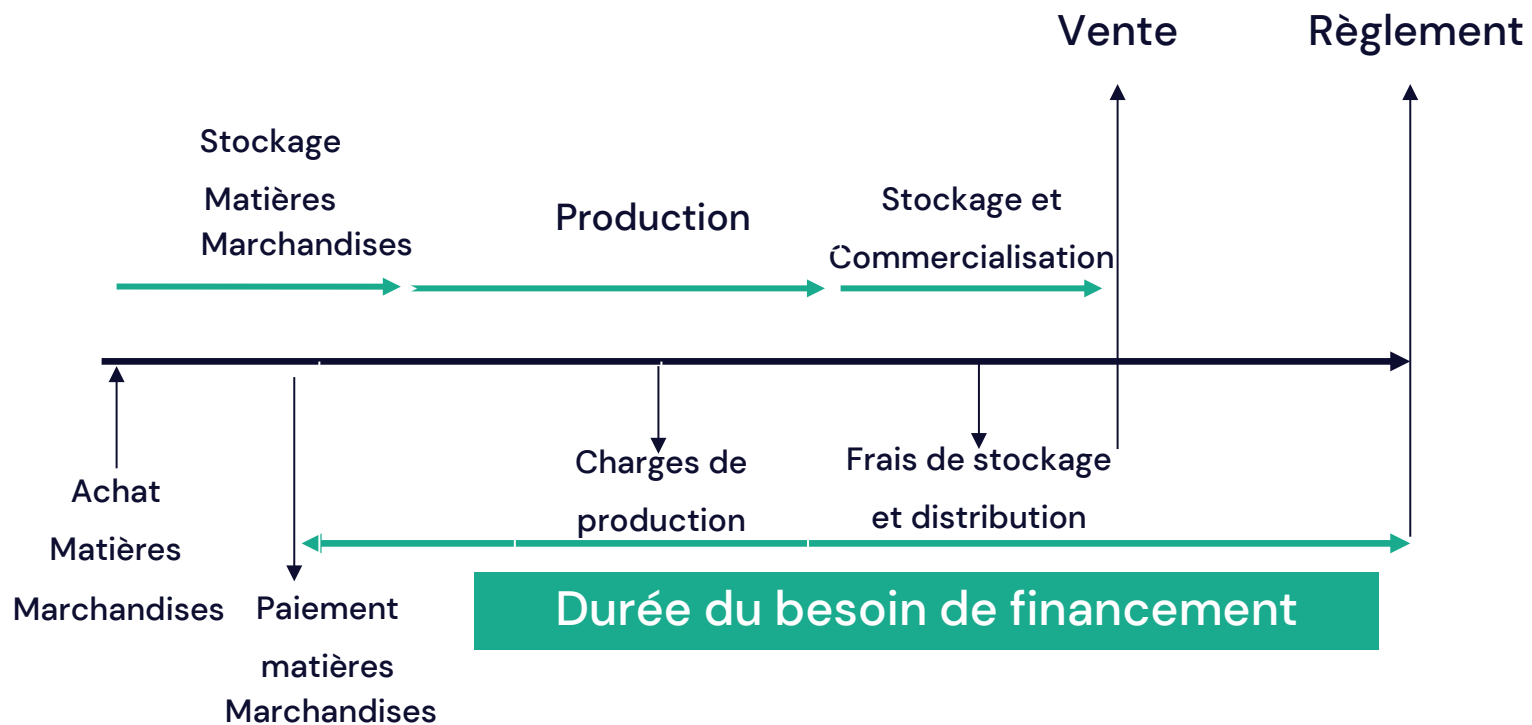 Vente
Règlement
Stockage
Matières
Marchandises
Production
Stockage et
Commercialisation
Achat
Matières
Marchandises
Paiement
matières
Marchandises
Charges de
production
Frais de stockage
et distribution
Durée du besoin de financement